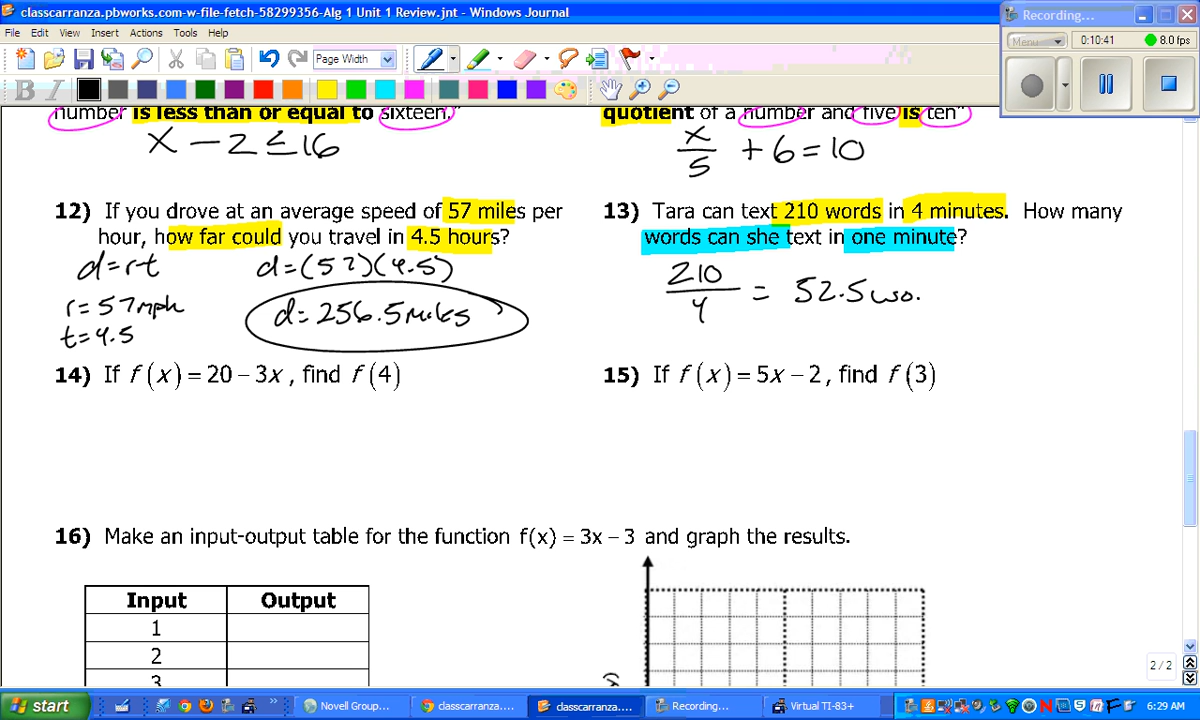 classcarranza.pbworks.com-w-file-fetch-58299356-Alg 1 Unit 1 Review.jnt - Windows Journal
Recording...
File Edit View Insert Actions Tools Help
Menu 0:10:41 8.0 fps
Page Width
B I
number is less than or equal to sixteen."
quotient of a number and five is ten"
x - 2 ≤ 16
x/5 + 6 = 10
12) If you drove at an average speed of 57 miles per
hour, how far could you travel in 4.5 hours?
d=rt d=(57)(4.5)
r=57mph
t=4.5
d=256.5miles
13) Tara can text 210 words in 4 minutes. How many
words can she text in one minute?
210/4 = 52.5 wo.
14) If f(x) = 20 – 3x, find f(4)
15) If f(x) = 5x – 2, find f(3)
16) Make an input-output table for the function f(x) = 3x – 3 and graph the results.
Input Output
1
2
3
2 / 2
start
Novell Group...
classcarranza....
classcarranza....
Recording...
Virtual TI-83+
6:29 AM